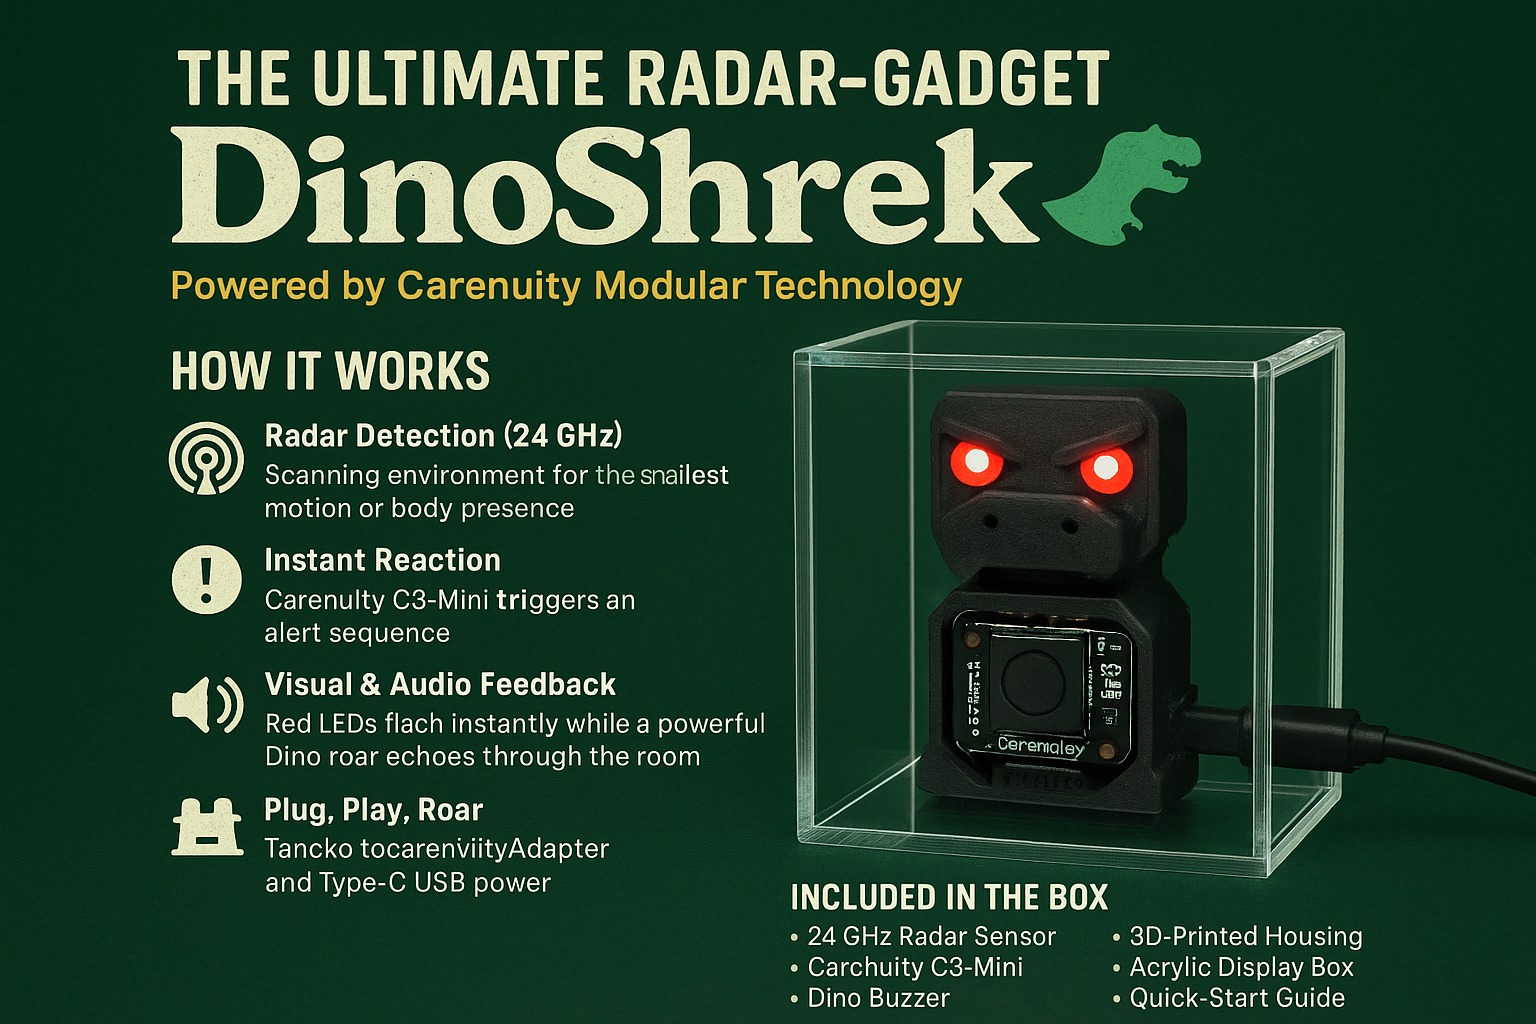 THE ULTIMATE RADAR-GADGET
DinoShrek
Powered by Carenuity Modular Technology
HOW IT WORKS
Radar Detection (24 GHz)
Scanning environment for the snailest
motion or body presence
Instant Reaction
Carenulty C3-Mini triggers an
alert sequence
Visual & Audio Feedback
Red LEDs flach instantly while a powerful
Dino roar echoes through the room
Plug, Play, Roar
Tancko tocarenviityAdapter
and Type-C USB power
Ceremaley
INCLUDED IN THE BOX
• 24 GHz Radar Sensor
• Carchuity C3-Mini
• Dino Buzzer
• 3D-Printed Housing
• Acrylic Display Box
• Quick-Start Guide